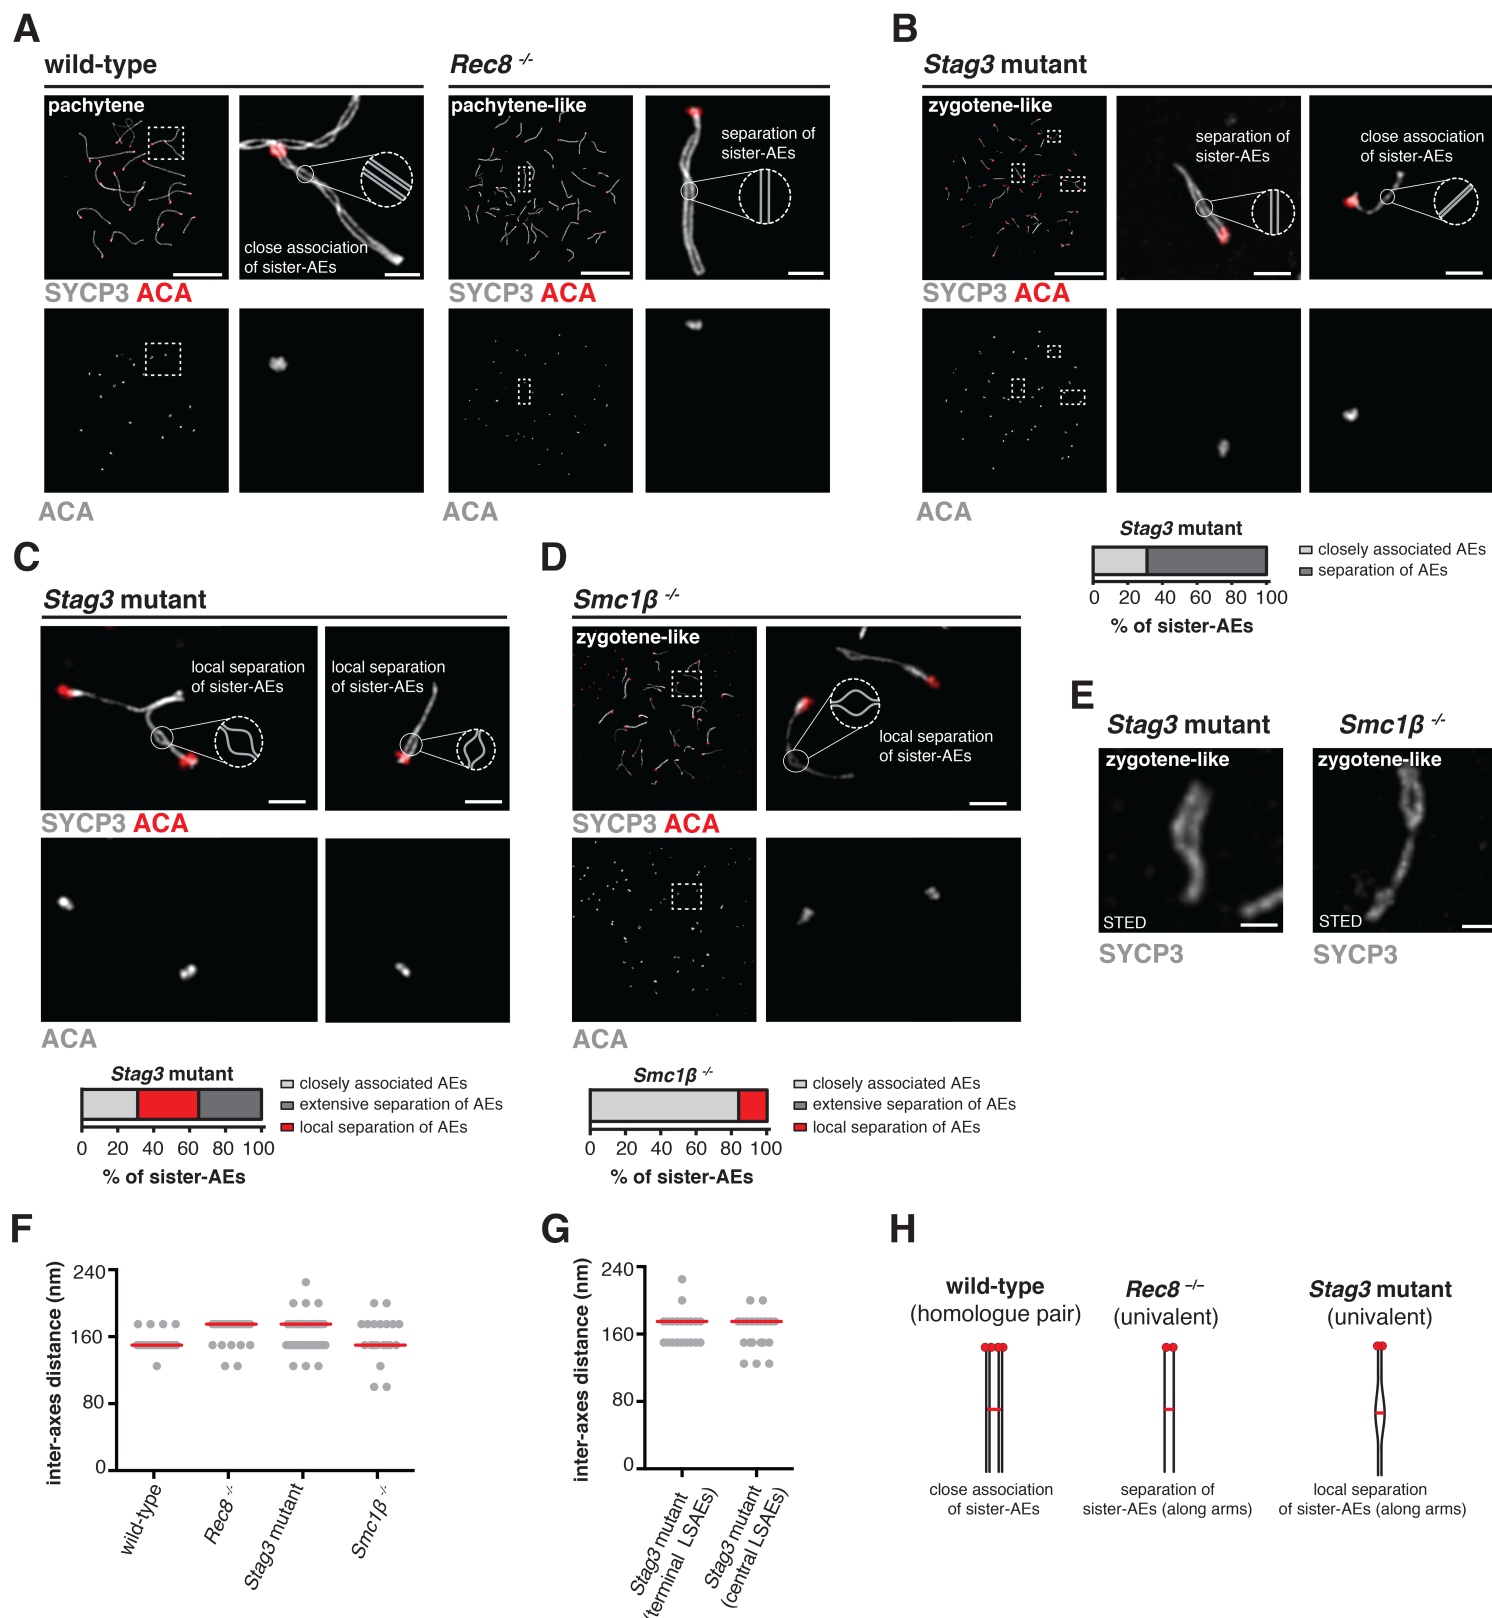 A
wild-type
Rec8 -/-
pachytene
close association
of sister-AEs
pachytene-like
separation of
sister-AEs
SYCP3 ACA
SYCP3 ACA
ACA
ACA
B
Stag3 mutant
zygotene-like
separation of
sister-AEs
close association
of sister-AEs
SYCP3 ACA
ACA
Stag3 mutant
closely associated AEs
separation of AEs
0 20 40 60 80 100
% of sister-AEs
C
Stag3 mutant
local separation
of sister-AEs
local separation
of sister-AEs
SYCP3 ACA
ACA
Stag3 mutant
closely associated AEs
extensive separation of AEs
local separation of AEs
0 20 40 60 80 100
% of sister-AEs
D
Smc1β -/-
zygotene-like
local separation
of sister-AEs
SYCP3 ACA
ACA
Smc1β -/-
closely associated AEs
extensive separation of AEs
local separation of AEs
0 20 40 60 80 100
% of sister-AEs
E
Stag3 mutant
Smc1β -/-
zygotene-like
zygotene-like
STED
STED
SYCP3
SYCP3
F
inter-axes distance (nm)
240
160
80
0
wild-type
Rec8 -/-
Stag3 mutant
Smc1β -/-
G
inter-axes distance (nm)
240
160
80
0
Stag3 mutant
(terminal LSAEs)
Stag3 mutant
(central LSAEs)
H
wild-type
(homologue pair)
Rec8 -/-
(univalent)
Stag3 mutant
(univalent)
close association
of sister-AEs
separation of
sister-AEs (along arms)
local separation
of sister-AEs (along arms)